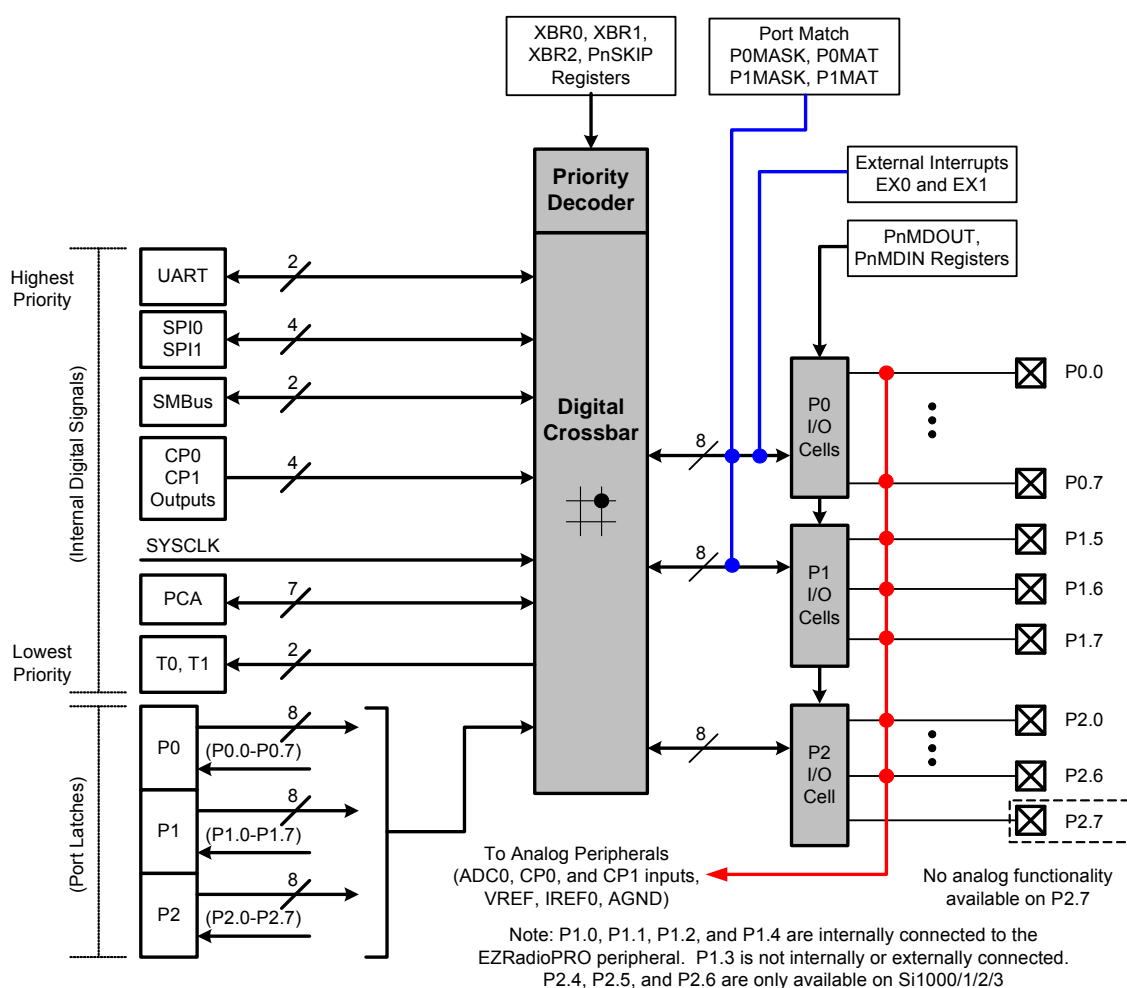 XBR0, XBR1,
XBR2, PnSKIP
Registers
Port Match
P0MASK, P0MAT
P1MASK, P1MAT
External Interrupts
EX0 and EX1
Priority
Decoder
PnMDOUT,
PnMDIN Registers
Highest
Priority
UART
2
SPI0
SPI1
4
SMBus
2
CP0
CP1
Outputs
4
SYSCLK
PCA
7
Lowest
Priority
T0, T1
2
(Internal Digital Signals)
Digital
Crossbar
8
8
8
P0
I/O
Cells
P0.0
P0.7
P1
I/O
Cells
P1.5
P1.6
P1.7
P2
I/O
Cell
P2.0
P2.6
P2.7
(Port Latches)
P0
8
(P0.0-P0.7)
P1
8
(P1.0-P1.7)
P2
8
(P2.0-P2.7)
To Analog Peripherals
(ADC0, CP0, and CP1 inputs,
VREF, IREF0, AGND)
No analog functionality
available on P2.7
Note: P1.0, P1.1, P1.2, and P1.4 are internally connected to the
EZRadioPRO peripheral. P1.3 is not internally or externally connected.
P2.4, P2.5, and P2.6 are only available on Si1000/1/2/3